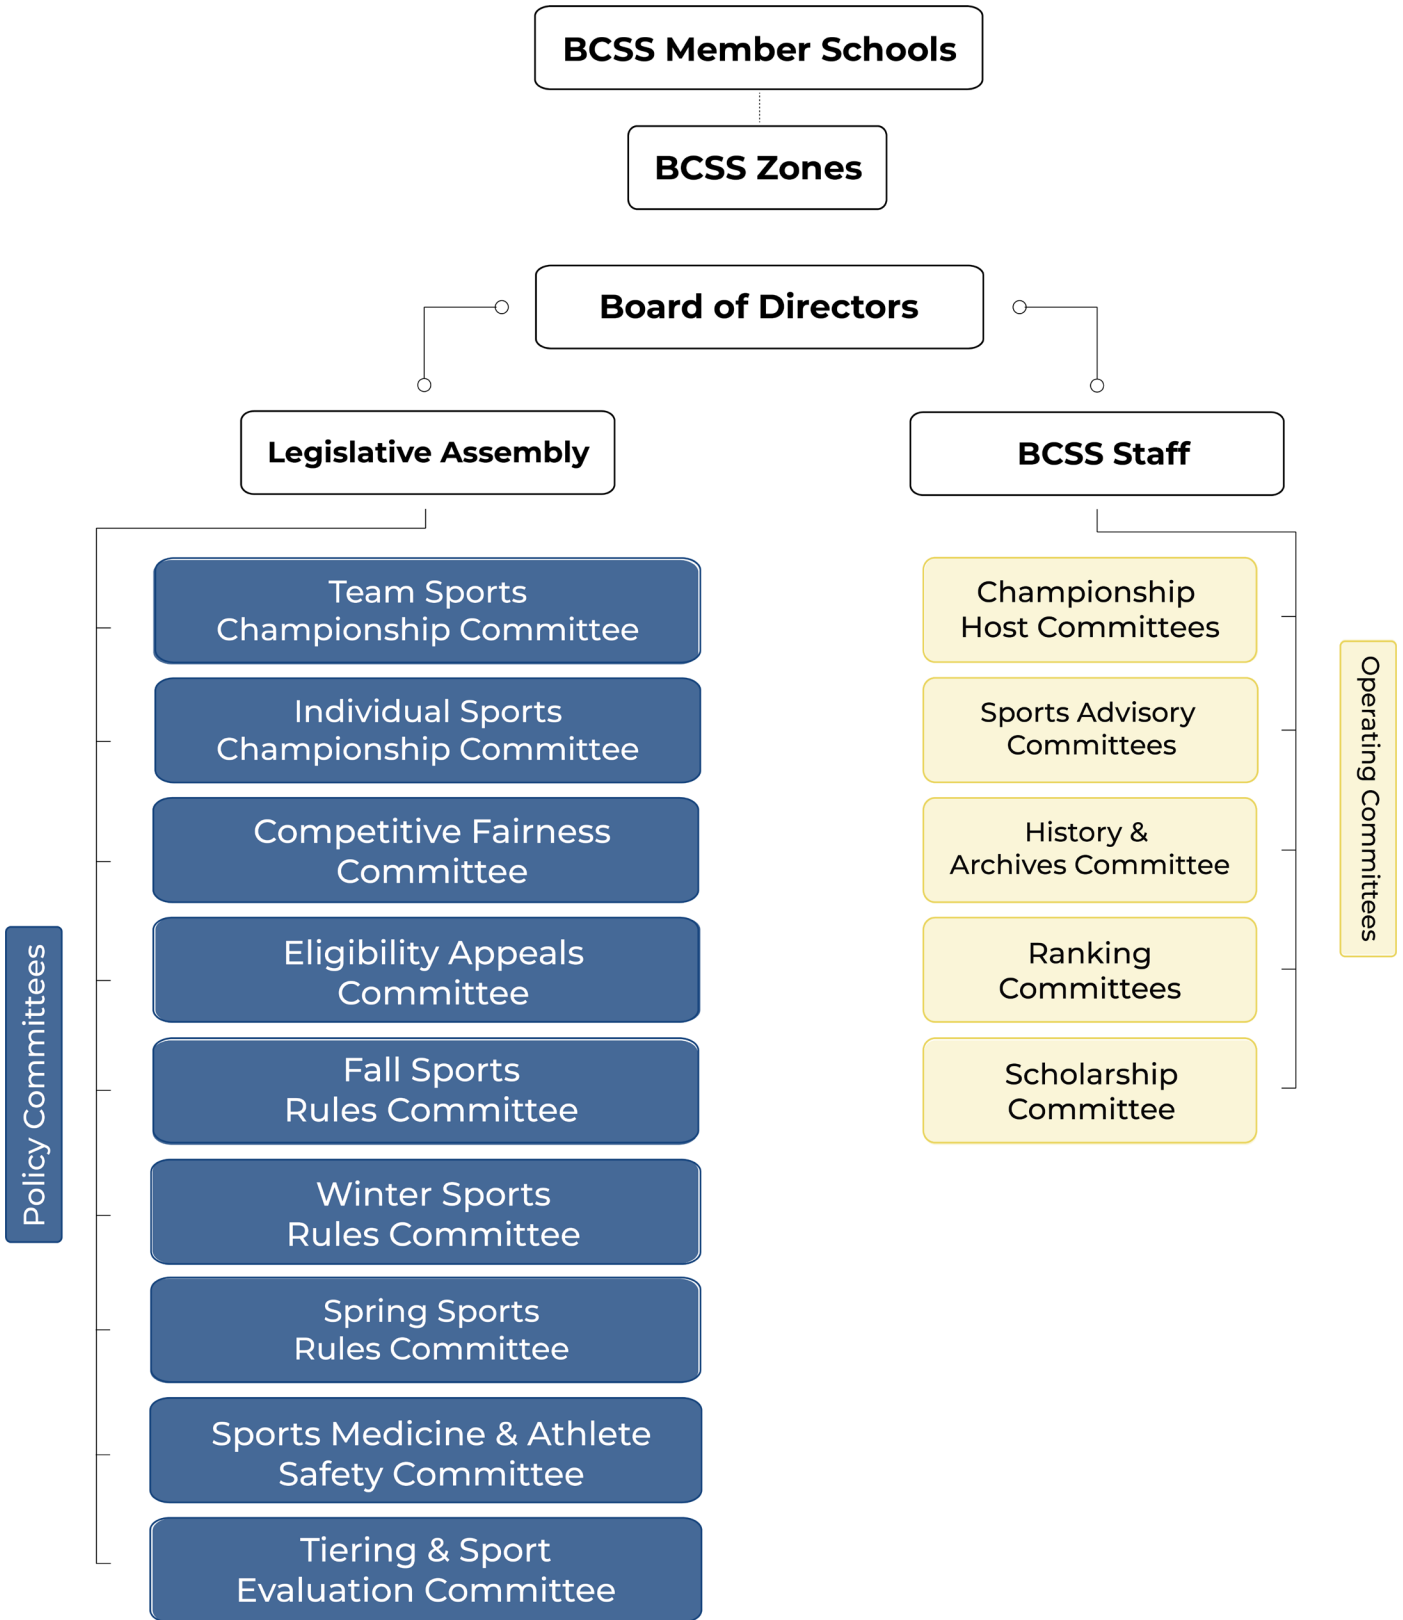 BCSS Member Schools
BCSS Zones
Board of Directors
Legislative Assembly
BCSS Staff
Policy Committees
Team Sports
Championship Committee
Individual Sports
Championship Committee
Competitive Fairness
Committee
Eligibility Appeals
Committee
Fall Sports
Rules Committee
Winter Sports
Rules Committee
Spring Sports
Rules Committee
Sports Medicine & Athlete
Safety Committee
Tiering & Sport
Evaluation Committee
Championship
Host Committees
Sports Advisory
Committees
History &
Archives Committee
Ranking
Committees
Scholarship
Committee
Operating Committees